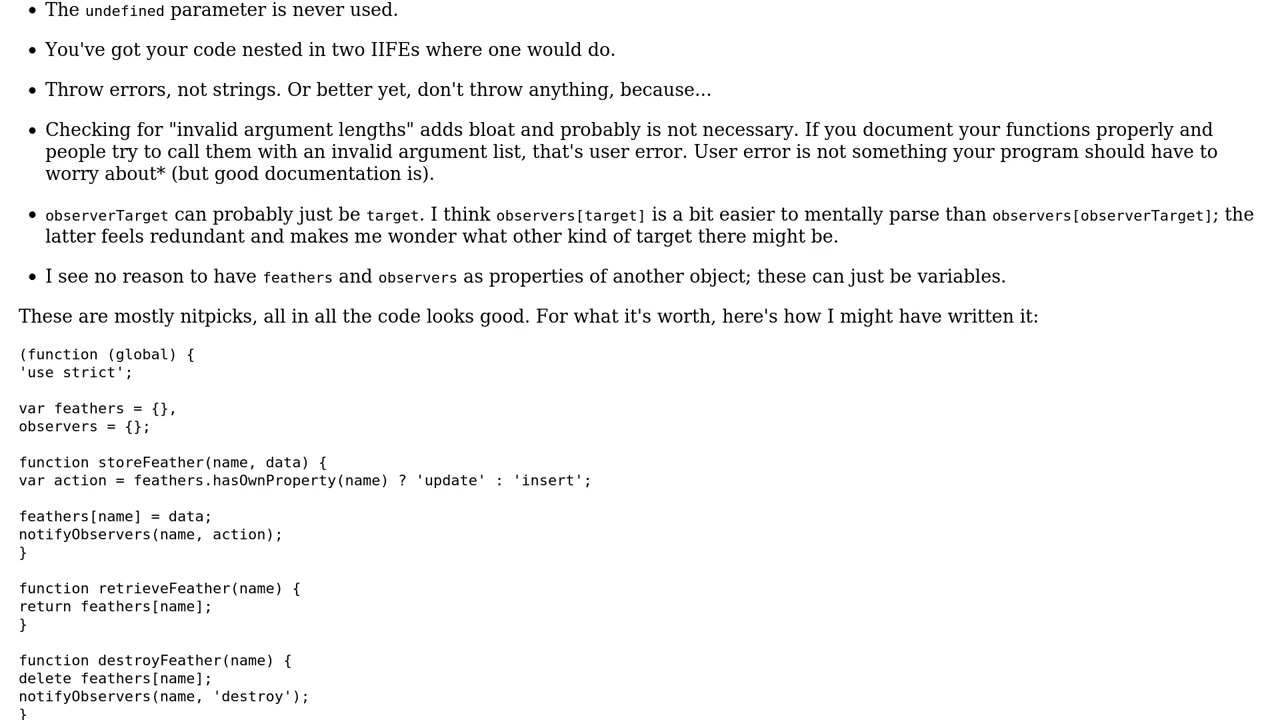 • The undefined parameter is never used.
• You've got your code nested in two IIFEs where one would do.
• Throw errors, not strings. Or better yet, don't throw anything, because...
• Checking for "invalid argument lengths" adds bloat and probably is not necessary. If you document your functions properly and
people try to call them with an invalid argument list, that's user error. User error is not something your program should have to
worry about* (but good documentation is).
• observerTarget can probably just be target. I think observers[target] is a bit easier to mentally parse than observers[observerTarget]; the
latter feels redundant and makes me wonder what other kind of target there might be.
• I see no reason to have feathers and observers as properties of another object; these can just be variables.
These are mostly nitpicks, all in all the code looks good. For what it's worth, here's how I might have written it:
(function (global) {
'use strict';
var feathers = {},
observers = {};
function storeFeather(name, data) {
var action = feathers.hasOwnProperty(name) ? 'update' : 'insert';
feathers[name] = data;
notifyObservers(name, action);
}
function retrieveFeather(name) {
return feathers[name];
}
function destroyFeather(name) {
delete feathers[name];
notifyObservers(name, 'destroy');
}